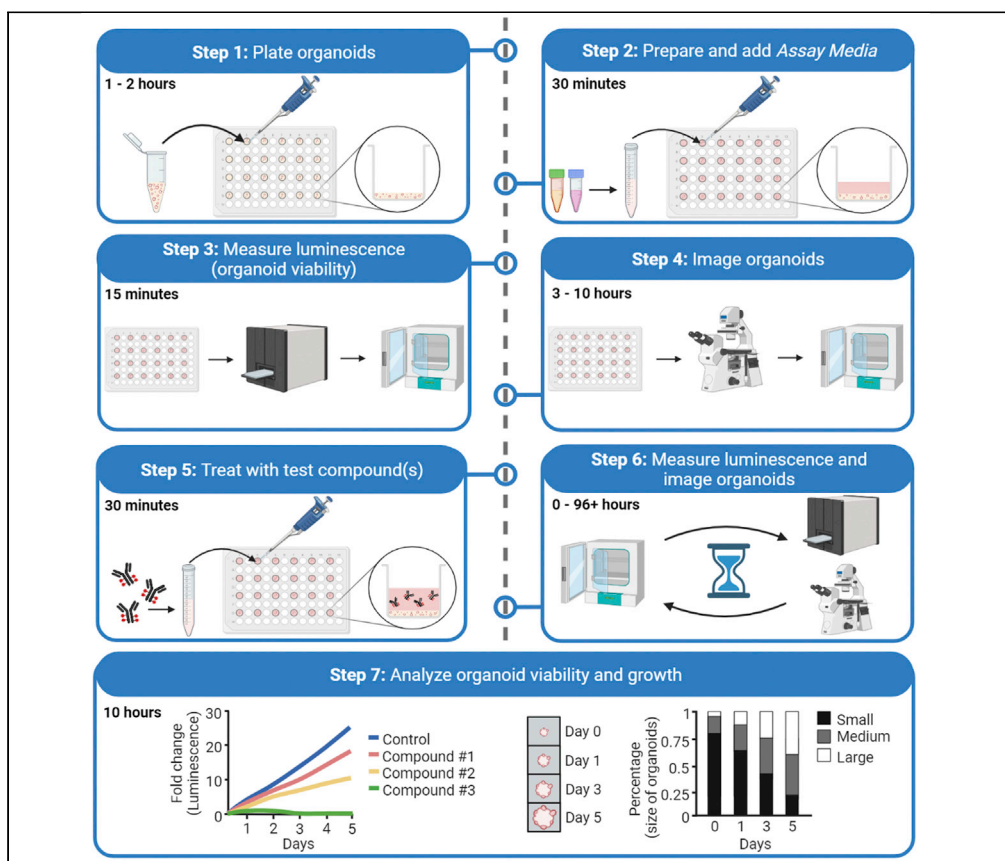 Step 1: Plate organoids
1 - 2 hours
Step 2: Prepare and add Assay Media
30 minutes
Step 3: Measure luminescence
(organoid viability)
15 minutes
Step 4: Image organoids
3 - 10 hours
Step 5: Treat with test compound(s)
30 minutes
Step 6: Measure luminescence and
image organoids
0 - 96+ hours
Step 7: Analyze organoid viability and growth
10 hours
Fold change
(Luminescence)
30
20
10
0
1 2 3 4 5
Days
Control
Compound #1
Compound #2
Compound #3
Day 0
Day 1
Day 3
Day 5
Percentage
(size of organoids)
1
0.75
0.5
0.25
0 1 3 5
Days
Small
Medium
Large